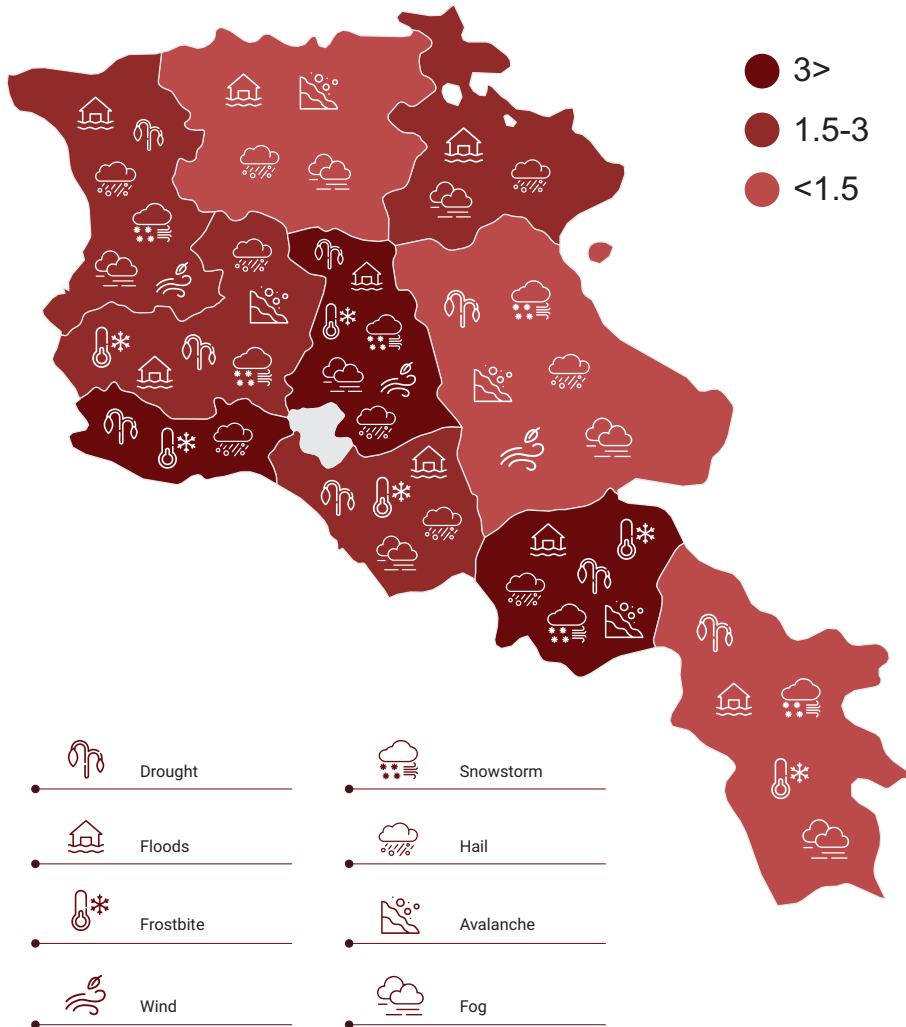 3>
1.5-3
<1.5
Drought
Snowstorm
Floods
Hail
Frostbite
Avalanche
Wind
Fog